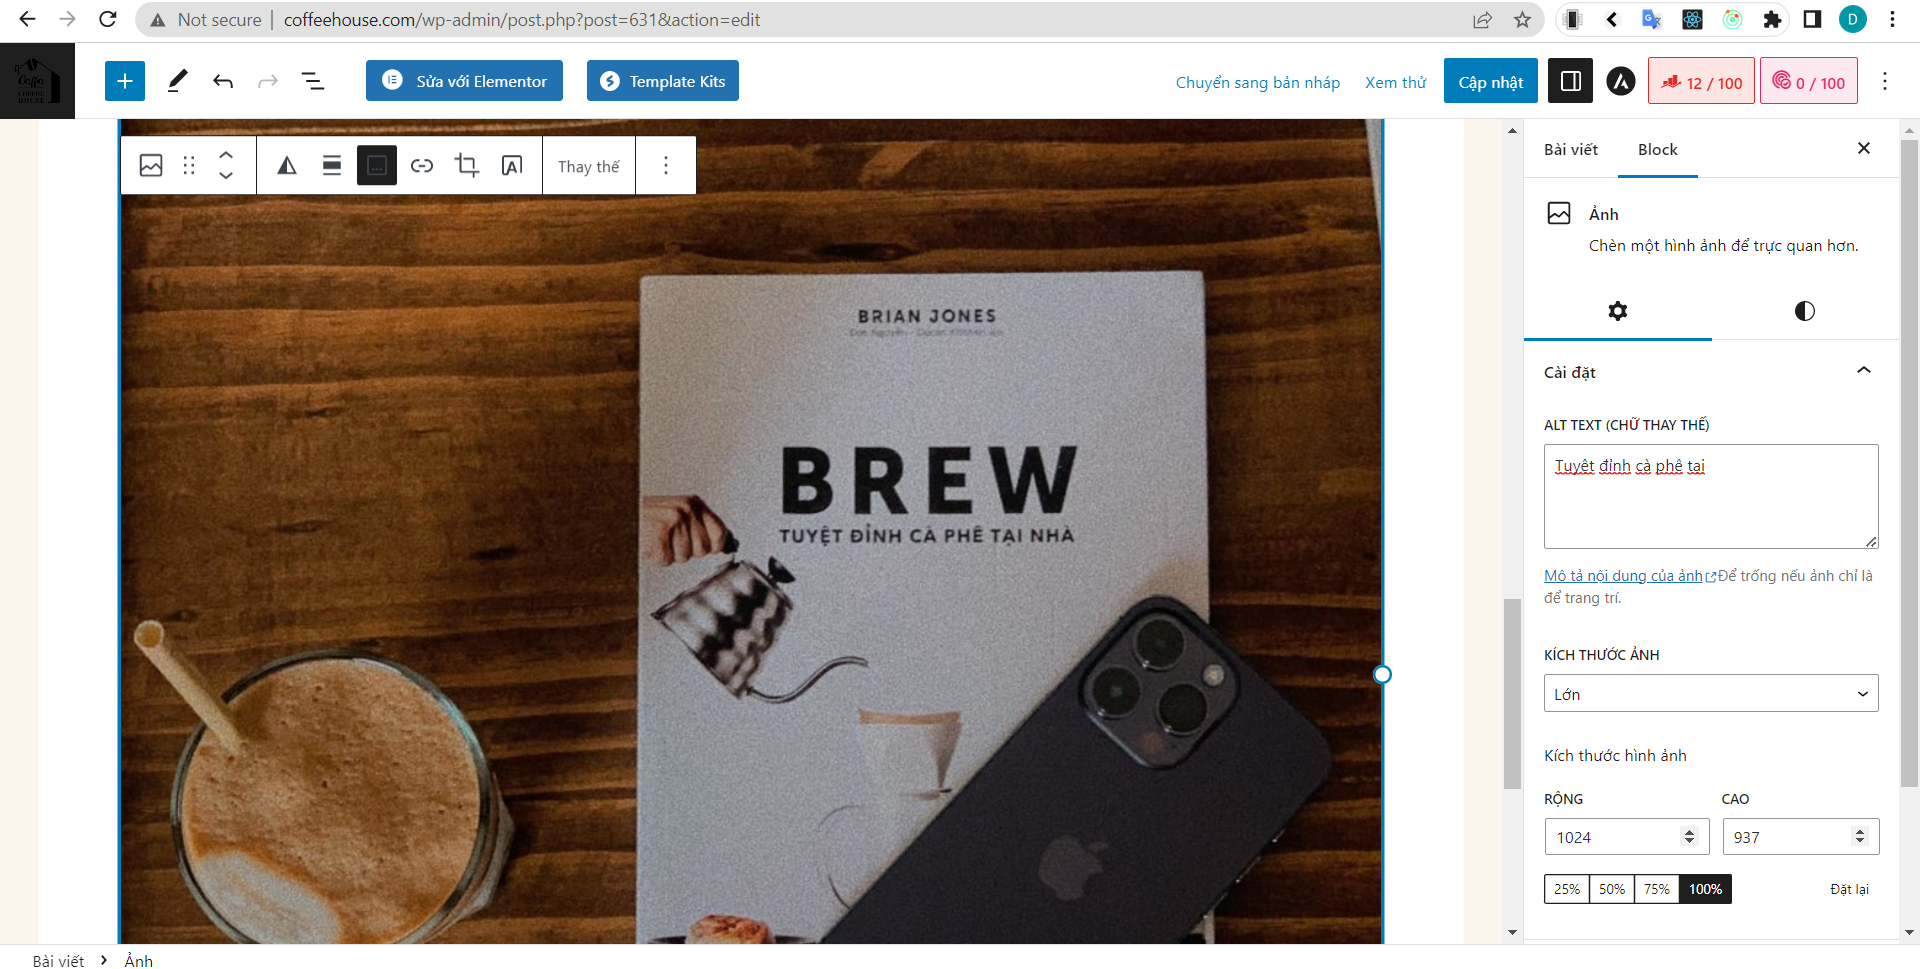 Not secure
coffeehouse.com/wp-admin/post.php?post=631&action=edit
D
Coffe
COFFEE
HOUSE
Sửa với Elementor
Template Kits
Chuyển sang bản nháp
Xem thử
Cập nhật
12 / 100
0 / 100
Thay thế
Bài viết
Block
Ảnh
Chèn một hình ảnh để trực quan hơn.
BRIAN JONES
BREW
TUYỆT ĐỈNH CÀ PHÊ TẠI NHÀ
Cài đặt
ALT TEXT (CHỮ THAY THẾ)
Tuyệt đỉnh cà phê tại
Mô tả nội dung của ảnh Để trống nếu ảnh chỉ là
để trang trí.
KÍCH THƯỚC ẢNH
Lớn
Kích thước hình ảnh
RỘNG
CAO
1024
937
25%
50%
75%
100%
Đặt lại
Bài viết
Ảnh